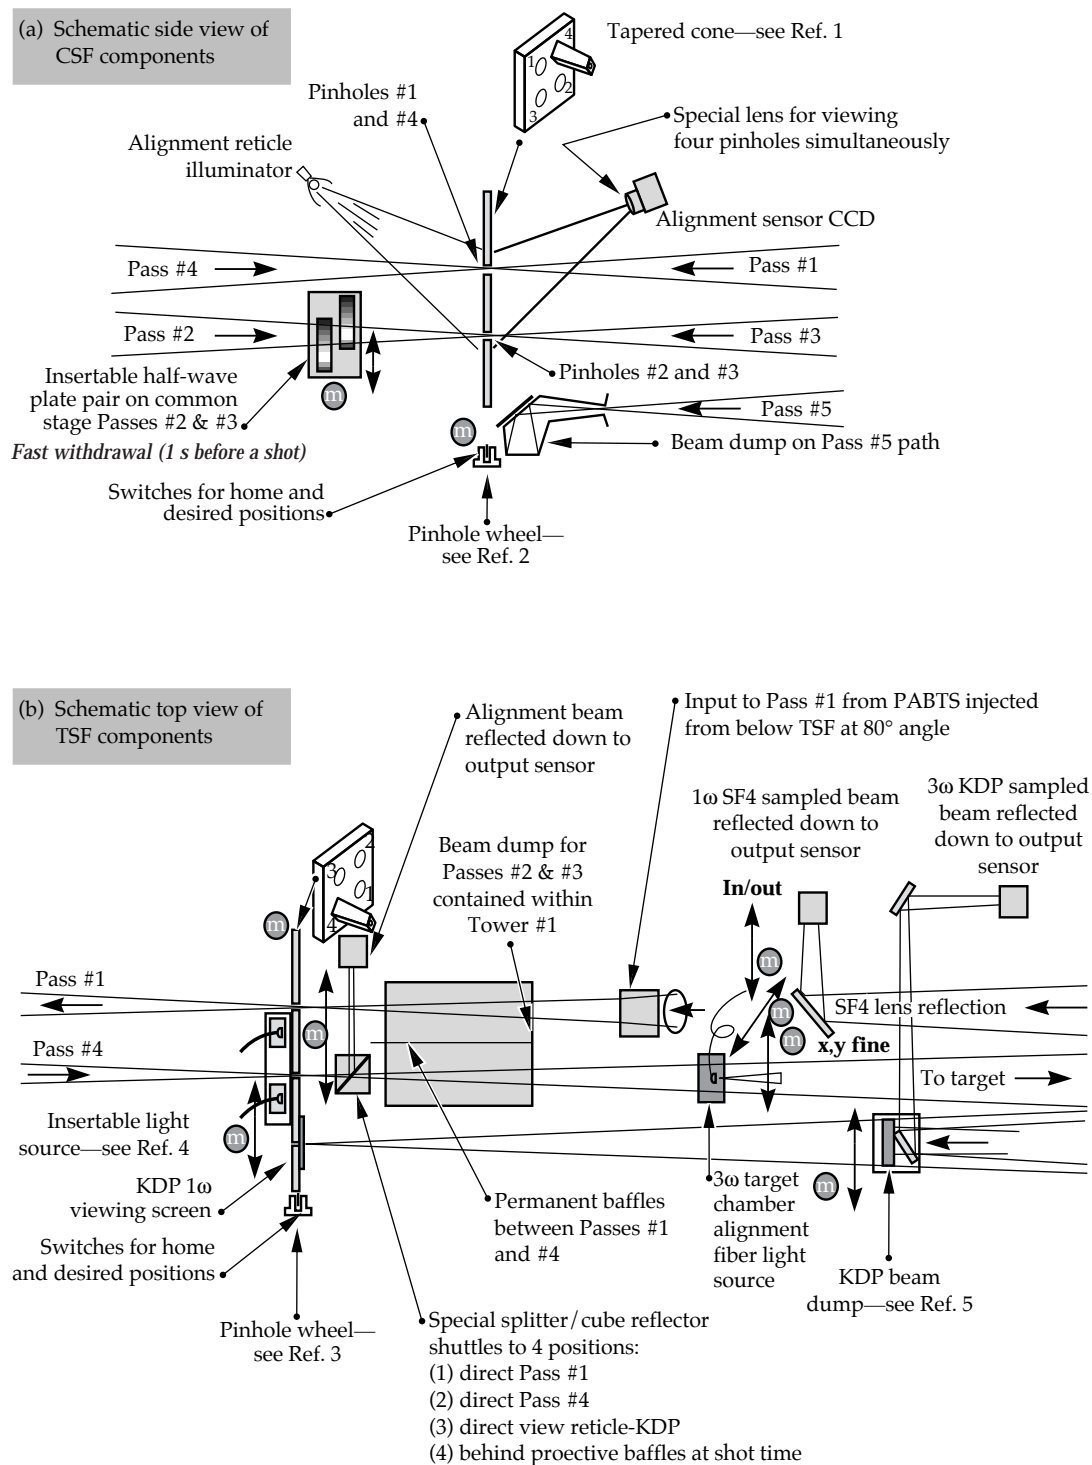 (a) Schematic side view of
CSF components
4
1
2
3
Tapered cone—see Ref. 1
Pinholes #1
and #4
Special lens for viewing
four pinholes simultaneously
Alignment reticle
illuminator
Alignment sensor CCD
Pass #4
Pass #1
Pass #2
Pass #3
Insertable half-wave
plate pair on common
stage Passes #2 & #3
m
Pinholes #2 and #3
Pass #5
Fast withdrawal (1 s before a shot)
m
Beam dump on Pass #5 path
Switches for home and
desired positions
Pinhole wheel—
see Ref. 2
(b) Schematic top view of
TSF components
Alignment beam
reflected down to
output sensor
Input to Pass #1 from PABTS injected
from below TSF at 80° angle
1ω SF4 sampled beam
reflected down to
output sensor
3ω KDP sampled
beam reflected
down to output
sensor
2
3
1
4
Beam dump for
Passes #2 & #3
contained within
Tower #1
In/out
m
m
Pass #1
SF4 lens reflection
m
m
m
x,y fine
Pass #4
To target
Insertable light
source—see Ref. 4
m
KDP 1ω
viewing screen
Permanent baffles
between Passes #1
and #4
3ω target
chamber
alignment
fiber light
source
m
Switches for home
and desired positions
KDP beam
dump—see Ref. 5
Pinhole wheel—
see Ref. 3
Special splitter/cube reflector
shuttles to 4 positions:
(1) direct Pass #1
(2) direct Pass #4
(3) direct view reticle-KDP
(4) behind proective baffles at shot time